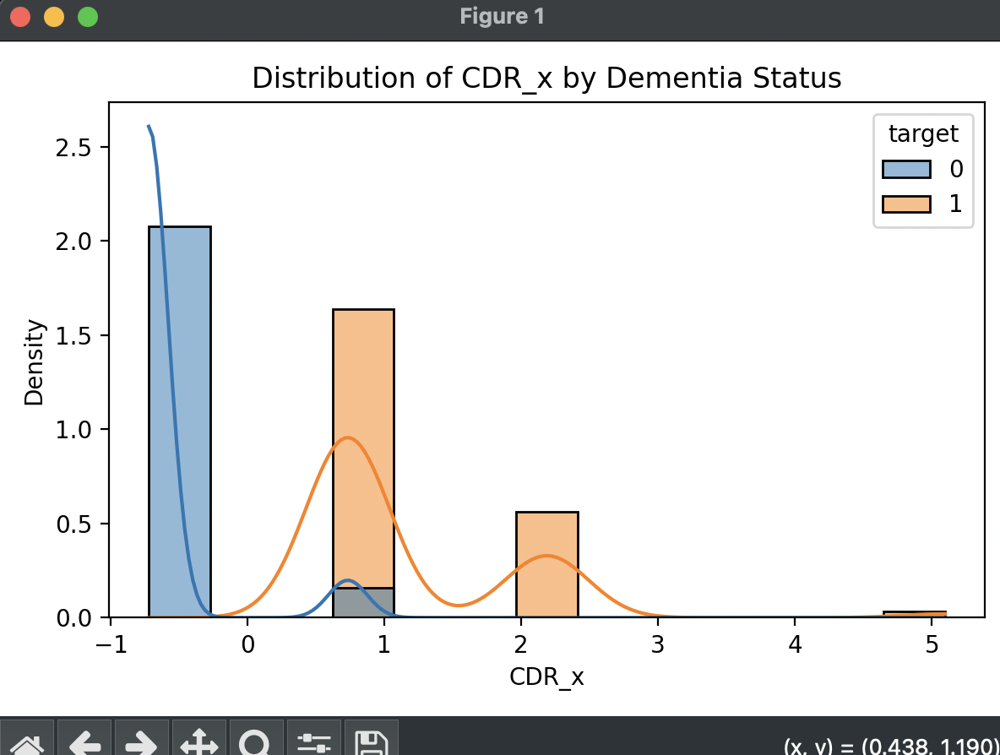 Figure 1
Distribution of CDR_x by Dementia Status
target
0
1
2.5
2.0
1.5
1.0
0.5
0.0
Density
−1
0
1
2
3
4
5
CDR_x
(x, y) = (0.438, 1.190)